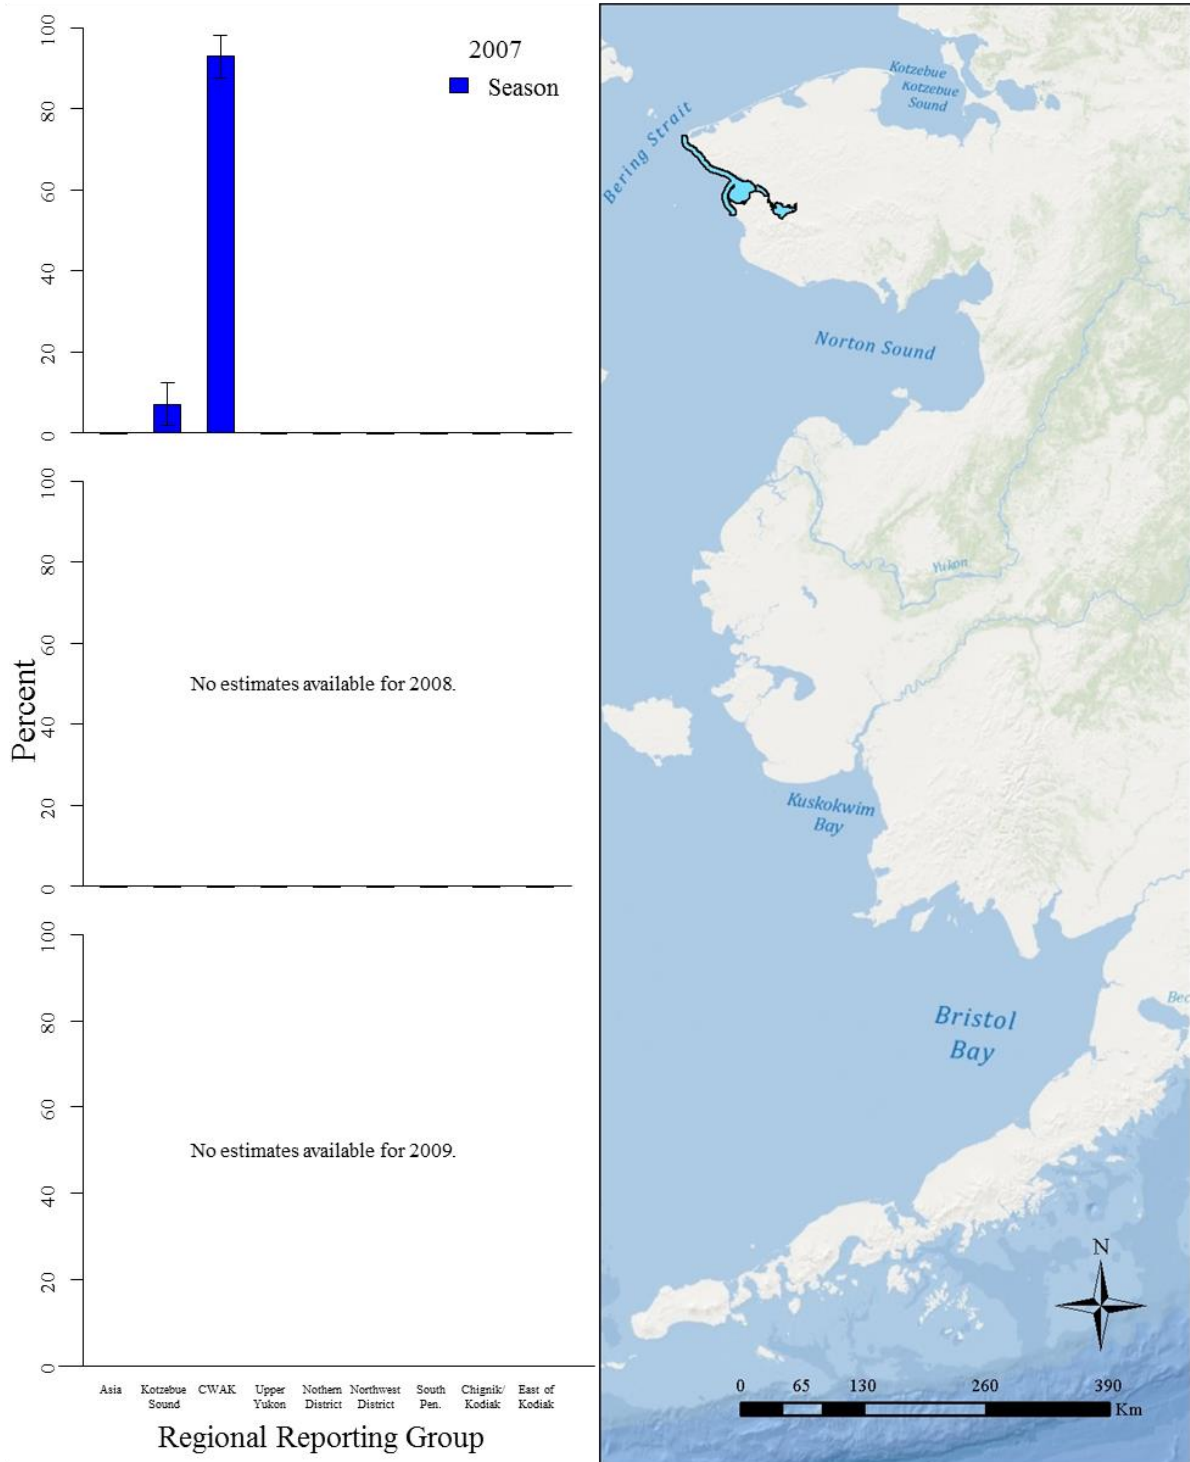 2007
Season
100
80
60
40
20
0
100
80
60
40
20
0
No estimates available for 2008.
Percent
100
80
60
40
20
0
No estimates available for 2009.
Asia
Kotzebue
Sound
CWAK
Upper
Yukon
Nothern
District
Northwest
District
South
Pen.
Chignik/
Kodiak
East of
Kodiak
Regional Reporting Group
Kotzebue
Kotzebue
Sound
Bering Strait
Norton Sound
Yukon
Kuskokwim
Bay
Bristol
Bay
Bec
N
0 65 130 260 390
Km